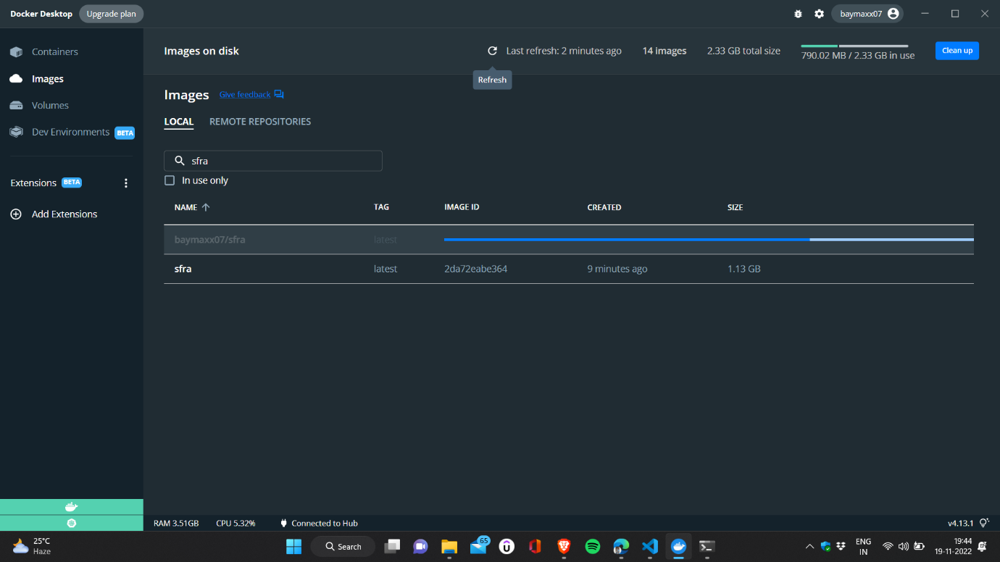 Docker Desktop Upgrade plan baymaxx07
Containers
Images
Volumes
Dev Environments BETA
Extensions BETA
Add Extensions
Images on disk Last refresh: 2 minutes ago 14 images 2.33 GB total size 790.02 MB / 2.33 GB in use Clean up
Refresh
Images Give feedback
LOCAL REMOTE REPOSITORIES
sfra
In use only
NAME TAG IMAGE ID CREATED SIZE
baymaxx07/sfra latest
sfra latest 2da72eabe364 9 minutes ago 1.13 GB
RAM 3.51GB CPU 5.32% Connected to Hub v4.13.1
25°C
Haze
Search
65
ENG
IN
19:44
19-11-2022